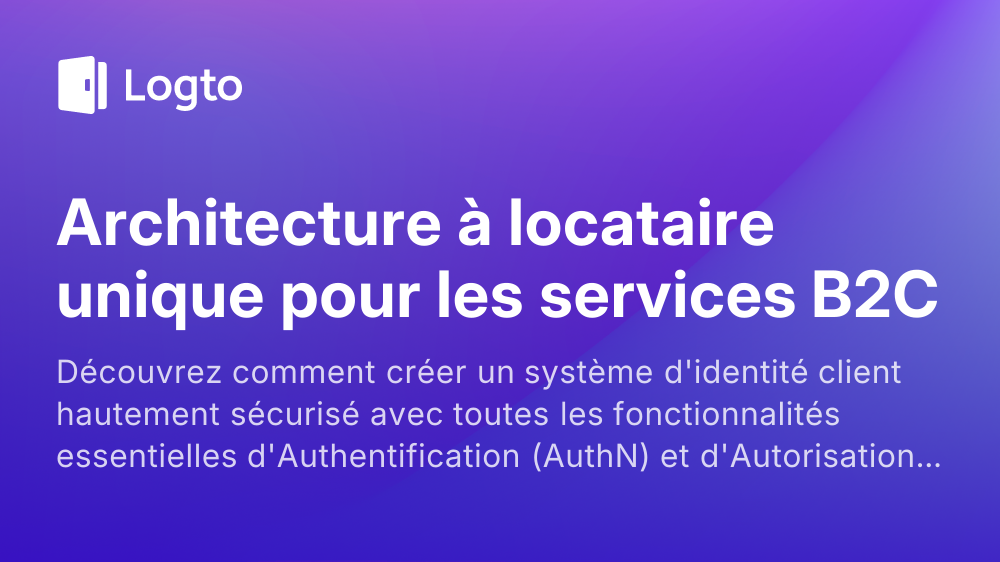 Logto
Architecture à locataire
unique pour les services B2C
Découvrez comment créer un système d'identité client
hautement sécurisé avec toutes les fonctionnalités
essentielles d'Authentification (AuthN) et d'Autorisation...